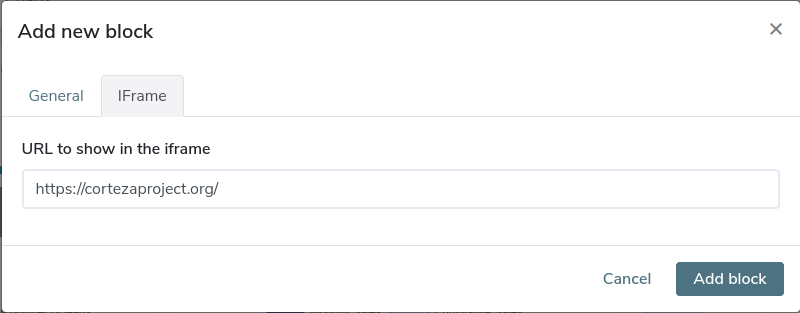 Add new block
×
General
IFrame
URL to show in the iframe
https://cortezaproject.org/
Cancel
Add block